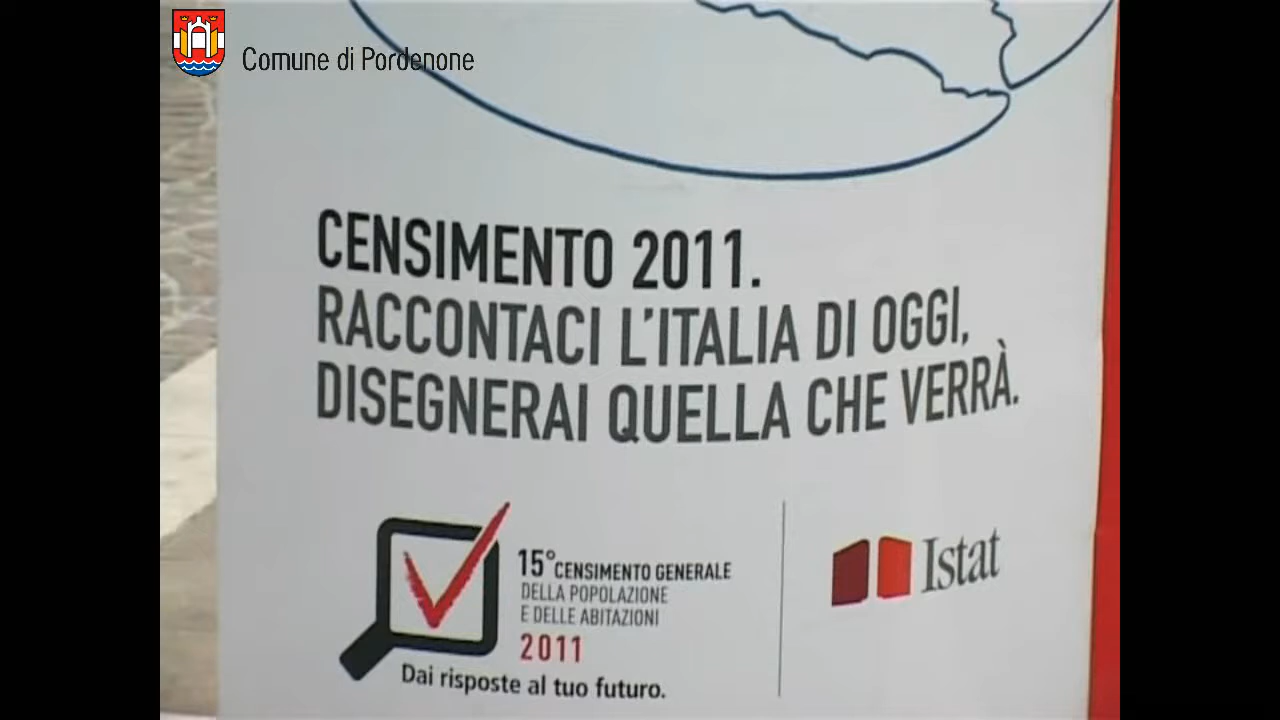 Comune di Pordenone
CENSIMENTO 2011.
RACCONTACI L'ITALIA DI OGGI,
DISEGNERAI QUELLA CHE VERRÀ.
15° CENSIMENTO GENERALE
DELLA POPOLAZIONE
E DELLE ABITAZIONI
2011
Dai risposte al tuo futuro.
Istat